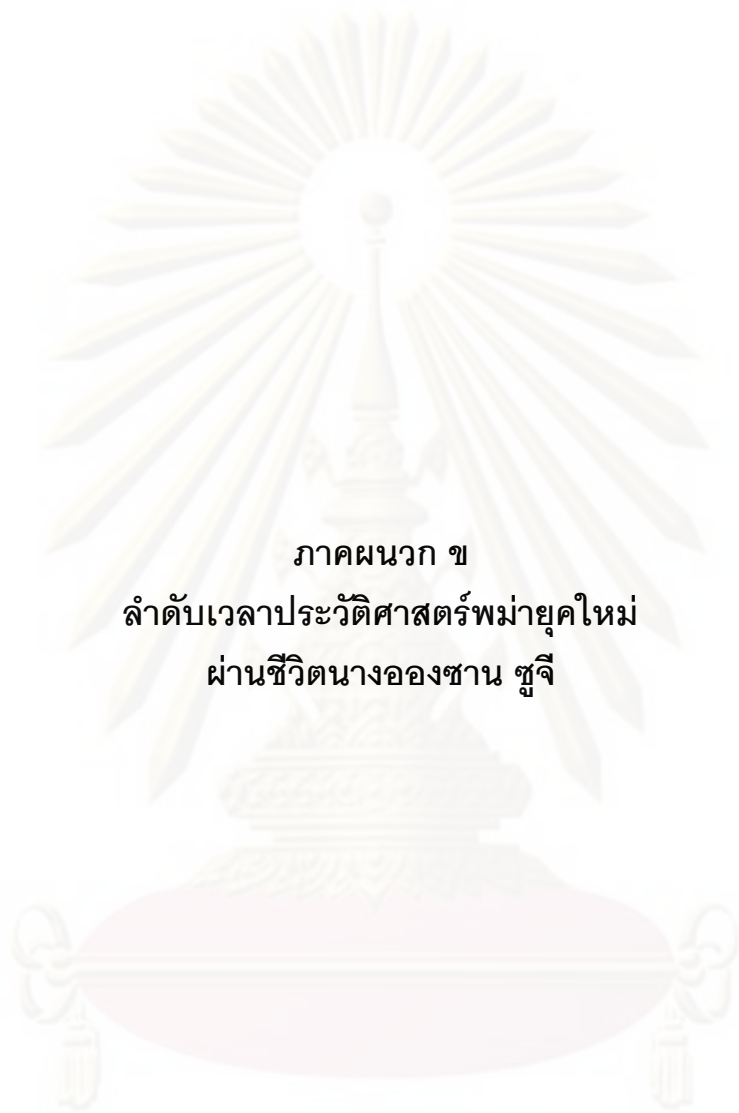 ภาคผนวก ข
ลำดับเวลาประวัติศาสตร์พม่ายุคใหม่
ผ่านชีวิตนางอองซาน ซูจี